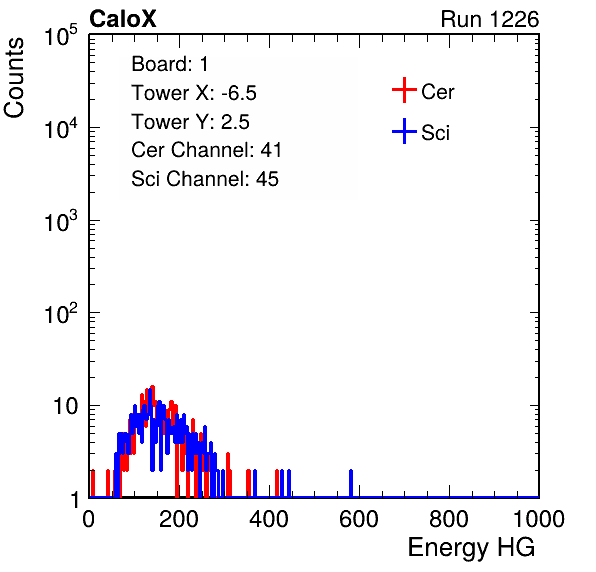 CaloX Run 1226
Counts
10^5
10^4
10^3
10^2
10
1
Board: 1
Tower X: -6.5
Tower Y: 2.5
Cer Channel: 41
Sci Channel: 45
Cer
Sci
0 200 400 600 800 1000
Energy HG